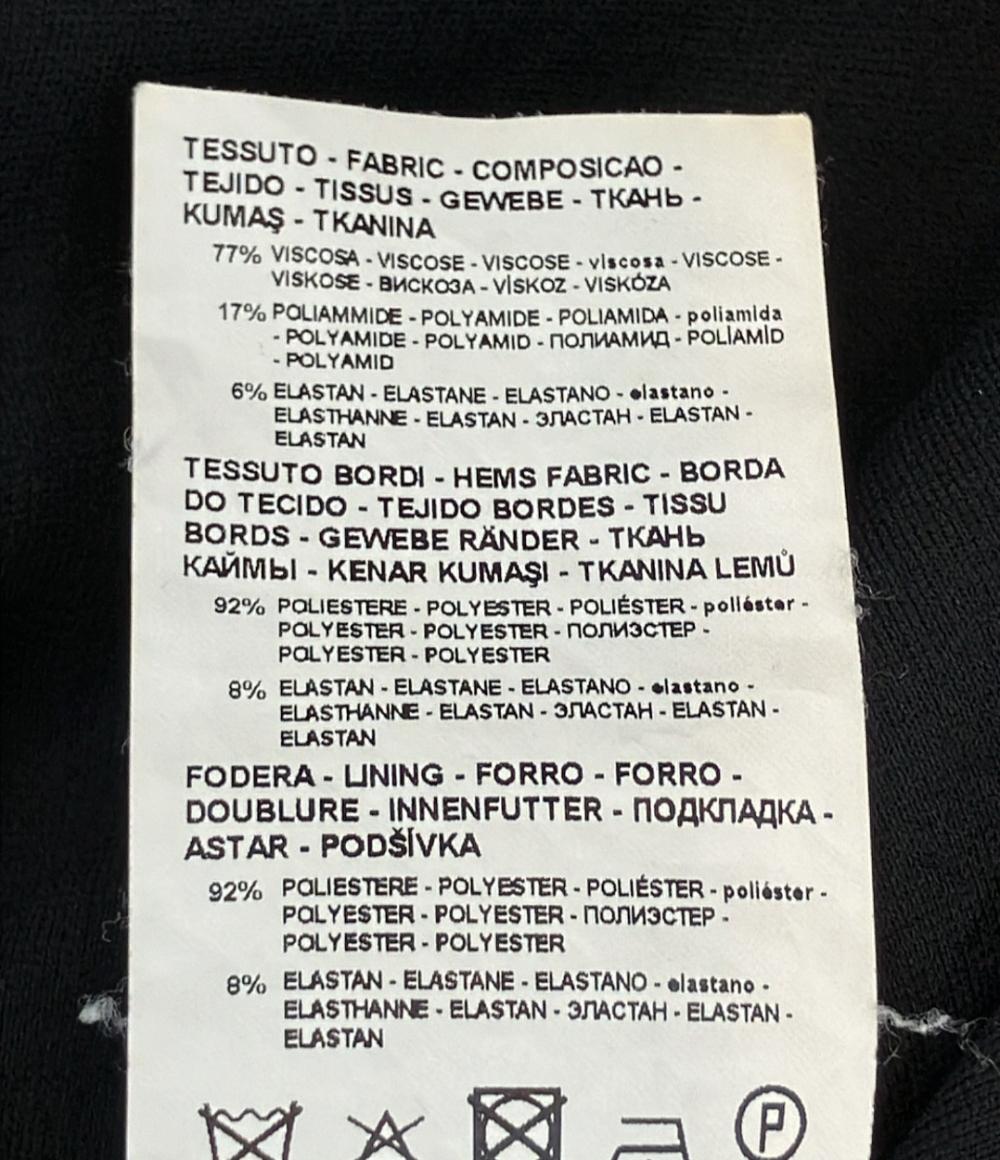 TESSUTO - FABRIC - COMPOSICAO -
TEJIDO - TISSUS - GEWEBE - ТКАНЬ -
KUMAŞ - TKANINA
77% VISCOSA - VISCOSE - VISCOSE - viscosa - VISCOSE -
VISKOSE - ВИСКОЗА - VİSKOZ - VISKÓZA
17% POLIAMMIDE - POLYAMIDE - POLIAMIDA - poliamida
- POLYAMIDE - POLYAMID - ПОЛИАМИД - POLİAMİD
- POLYAMID
6% ELASTAN - ELASTANE - ELASTANO - elastano -
ELASTHANNE - ELASTAN - ЭЛАСТАН - ELASTAN -
ELASTAN
TESSUTO BORDI - HEMS FABRIC - BORDA
DO TECIDO - TEJIDO BORDES - TISSU
BORDS - GEWEBE RÄNDER - ТКАНЬ
КАЙМЫ - KENAR KUMAŞI - TKANINA LEMŮ
92% POLIESTERE - POLYESTER - POLIÉSTER - poliéster -
POLYESTER - POLYESTER - ПОЛИЭСТЕР -
POLYESTER - POLYESTER
8% ELASTAN - ELASTANE - ELASTANO - elastano -
ELASTHANNE - ELASTAN - ЭЛАСТАН - ELASTAN -
ELASTAN
FODERA - LINING - FORRO - FORRO -
DOUBLURE - INNENFUTTER - ПОДКЛАДКА -
ASTAR - PODŠÍVKA
92% POLIESTERE - POLYESTER - POLIÉSTER - poliéster -
POLYESTER - POLYESTER - ПОЛИЭСТЕР -
POLYESTER - POLYESTER
8% ELASTAN - ELASTANE - ELASTANO - elastano -
ELASTHANNE - ELASTAN - ЭЛАСТАН - ELASTAN -
ELASTAN
P